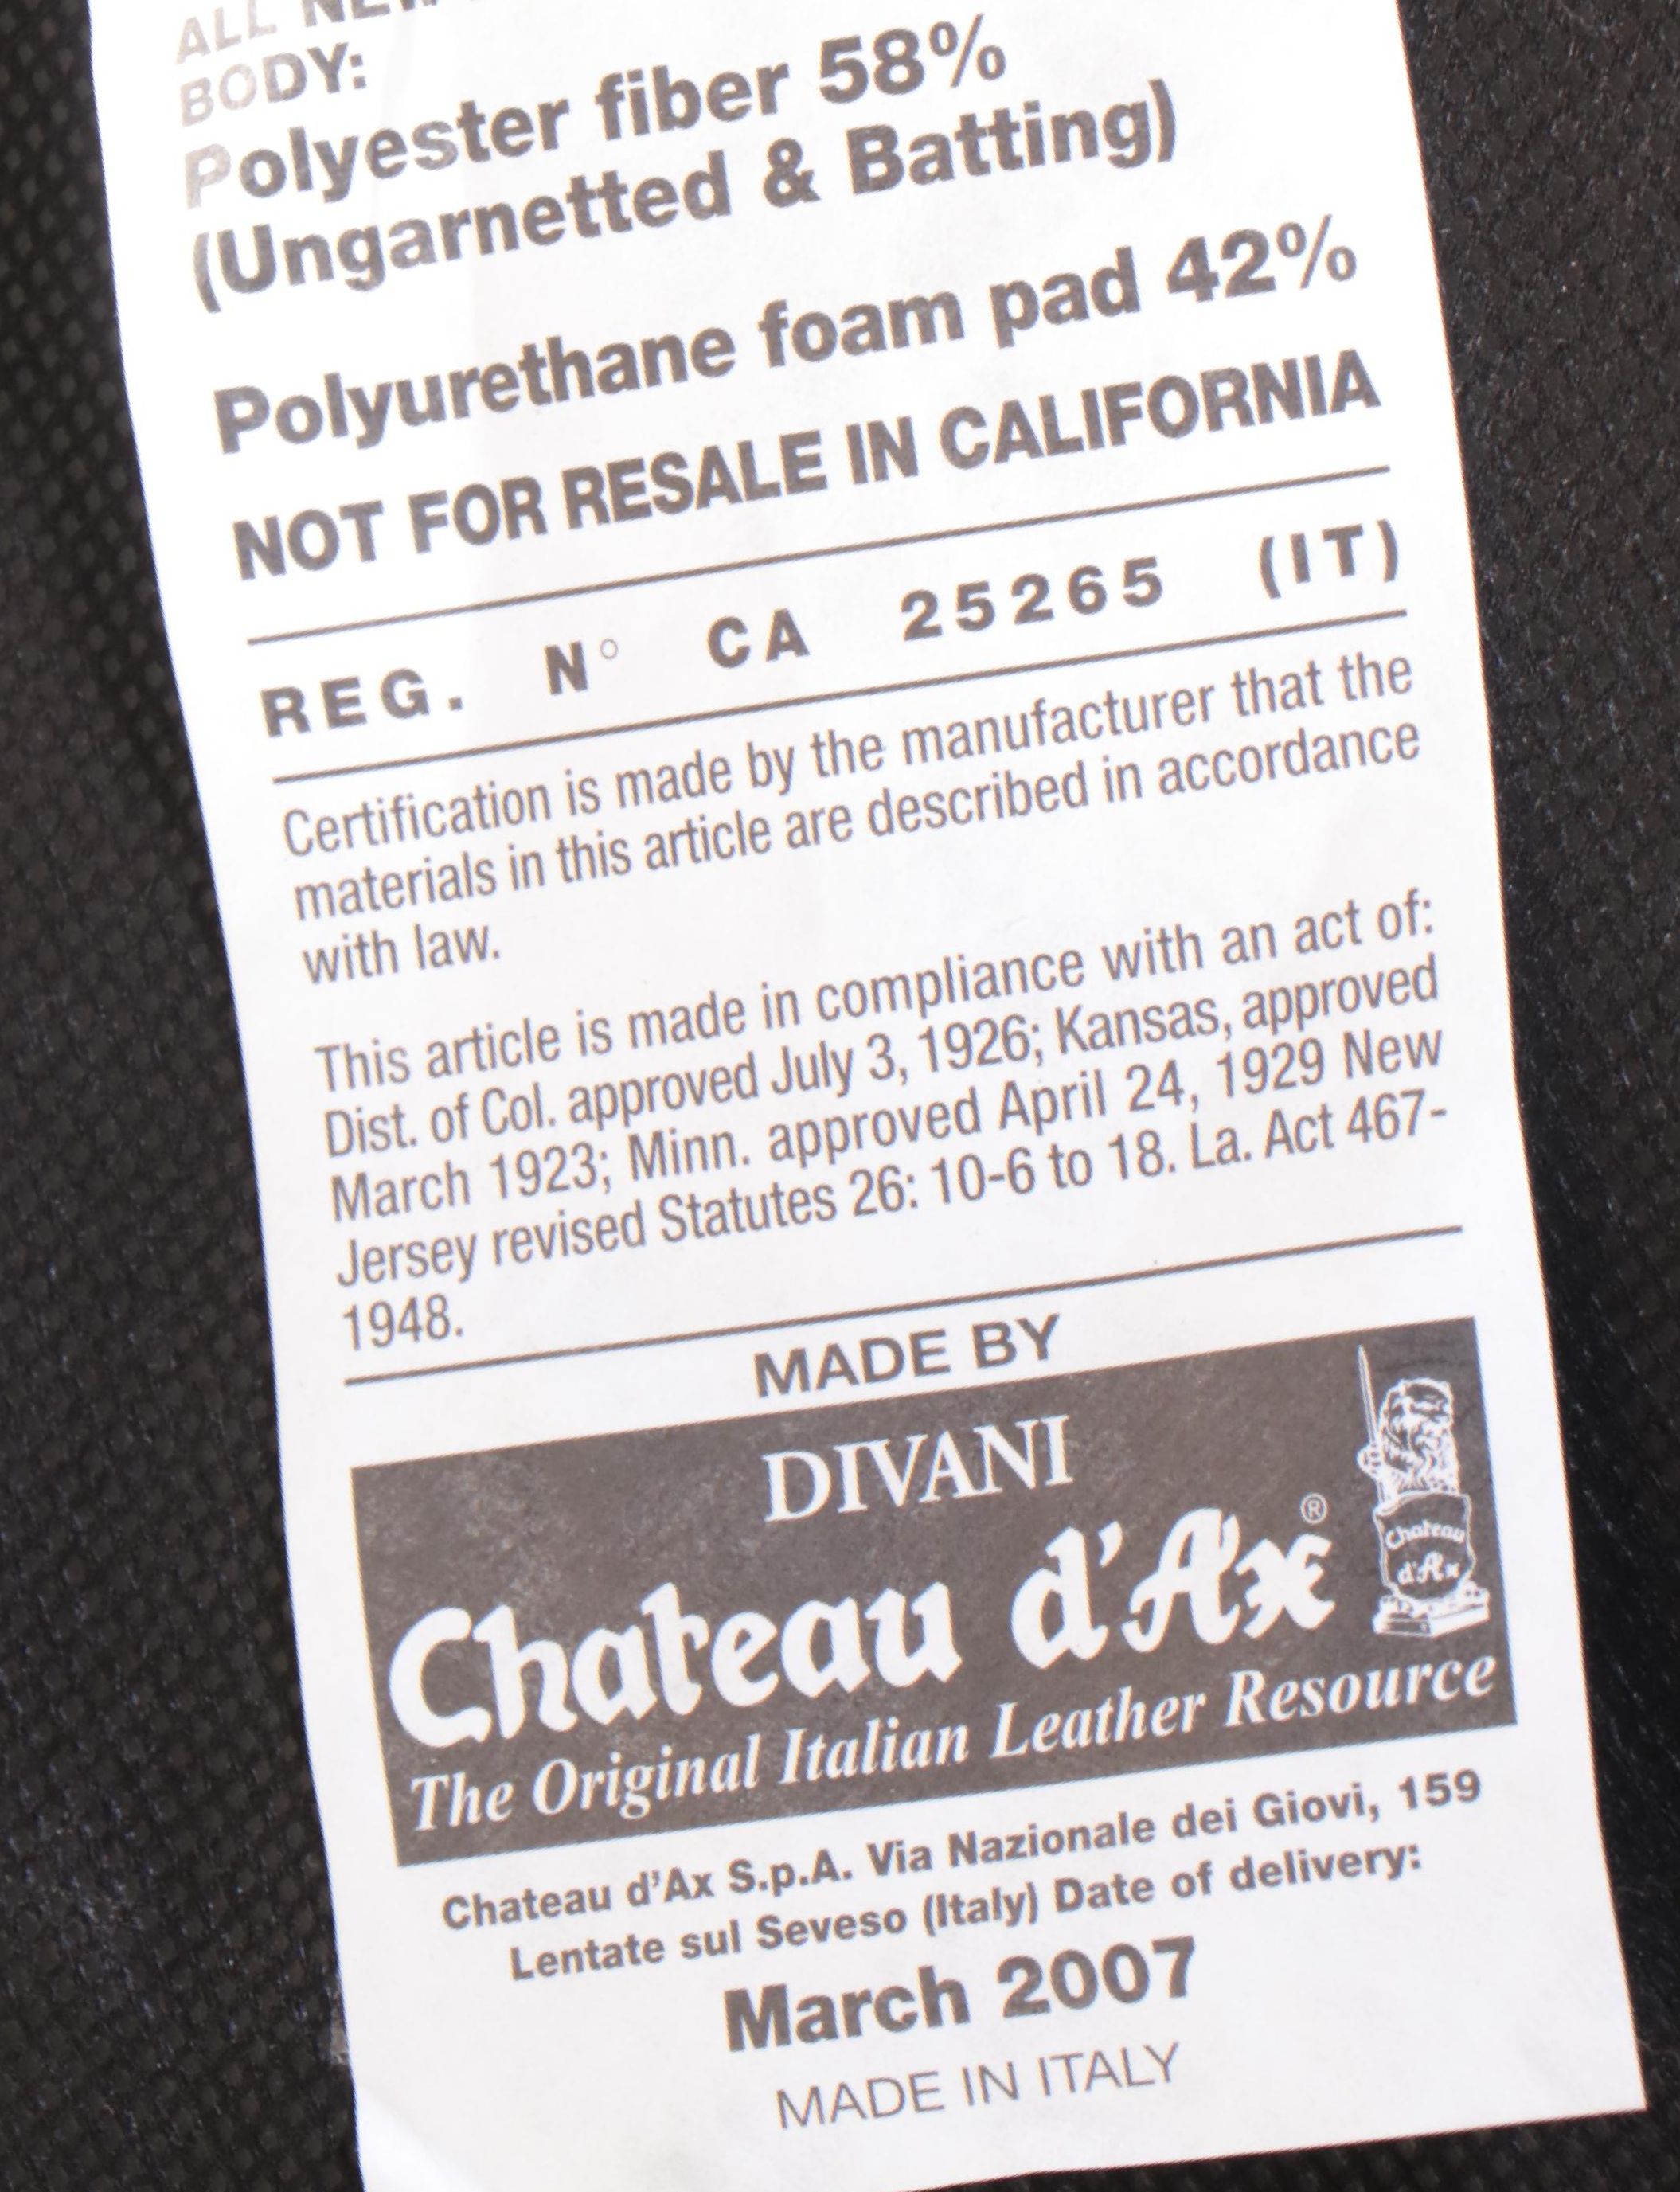 ALL NEW
BODY:
Polyester fiber 58%
(Ungarnetted & Batting)
Polyurethane foam pad 42%
NOT FOR RESALE IN CALIFORNIA
REG. N° CA 25265 (IT)
Certification is made by the manufacturer that the
materials in this article are described in accordance
with law.
This article is made in compliance with an act of:
Dist. of Col. approved July 3, 1926; Kansas, approved
March 1923; Minn. approved April 24, 1929 New
Jersey revised Statutes 26: 10-6 to 18. La. Act 467-
1948.
MADE BY
DIVANI
Chateau d'Ax®
Chateau
d'Ax
The Original Italian Leather Resource
Chateau d'Ax S.p.A. Via Nazionale dei Giovi, 159
Lentate sul Seveso (Italy) Date of delivery:
March 2007
MADE IN ITALY